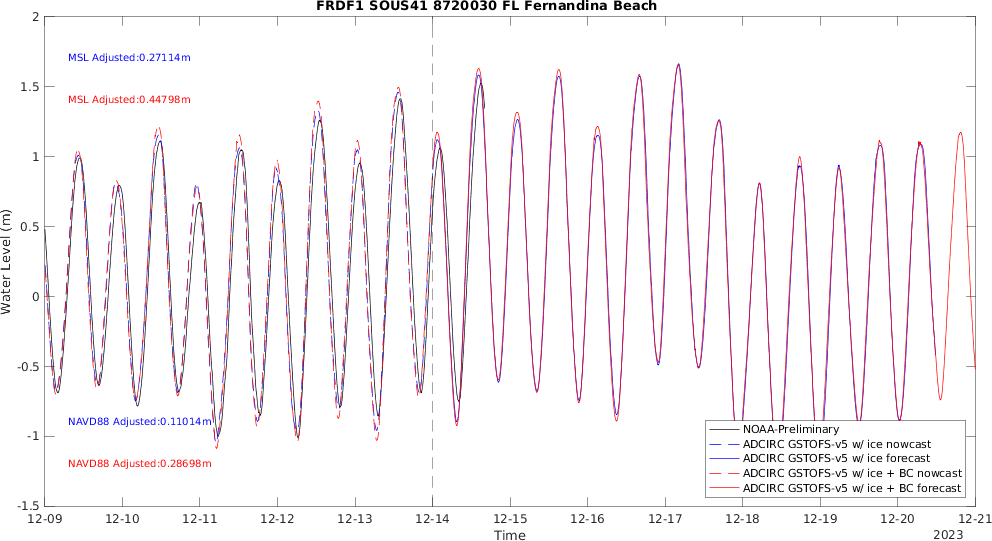 FRDF1 SOUS41 8720030 FL Fernandina Beach
MSL Adjusted:0.27114m
MSL Adjusted:0.44798m
NAVD88 Adjusted:0.11014m
NAVD88 Adjusted:0.28698m
Water Level (m)
2
1.5
1
0.5
0
-0.5
-1
-1.5
NOAA-Preliminary
ADCIRC GSTOFS-v5 w/ ice nowcast
ADCIRC GSTOFS-v5 w/ ice forecast
ADCIRC GSTOFS-v5 w/ ice + BC nowcast
ADCIRC GSTOFS-v5 w/ ice + BC forecast
12-09 12-10 12-11 12-12 12-13 12-14 12-15 12-16 12-17 12-18 12-19 12-20 12-21
Time
2023